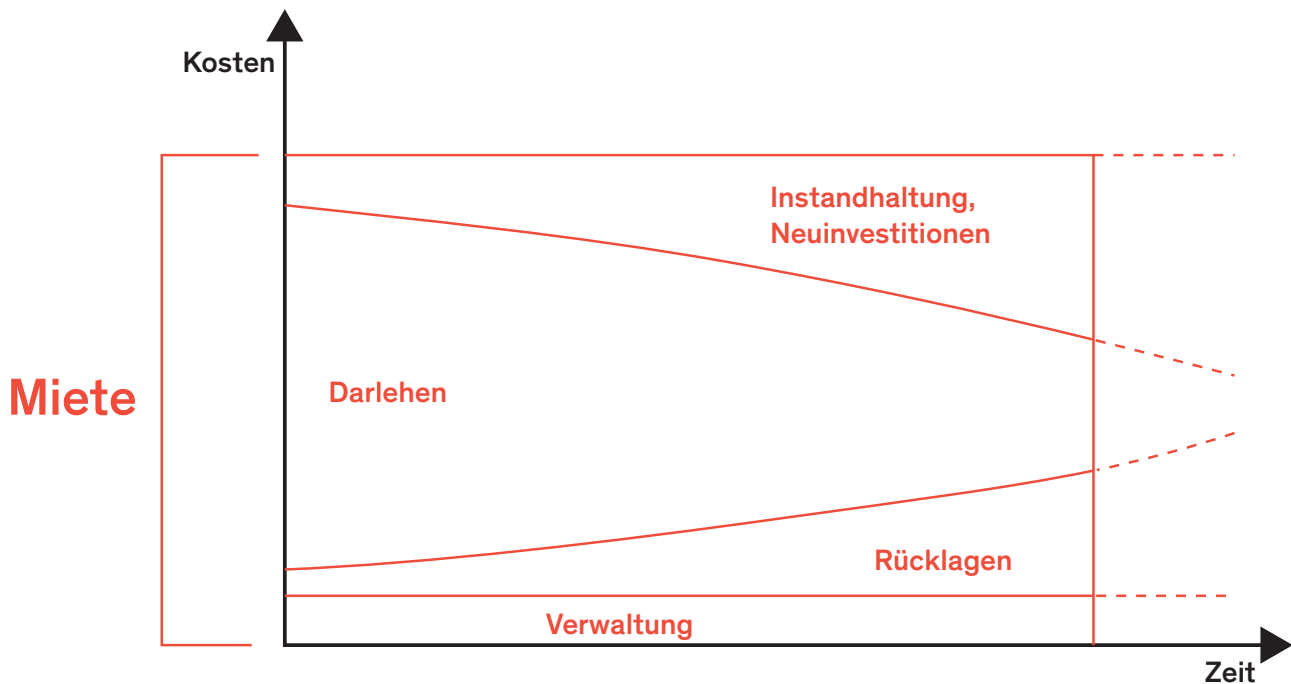 Kosten
Instandhaltung,
Neuinvestitionen
Miete
Darlehen
Rücklagen
Verwaltung
Zeit